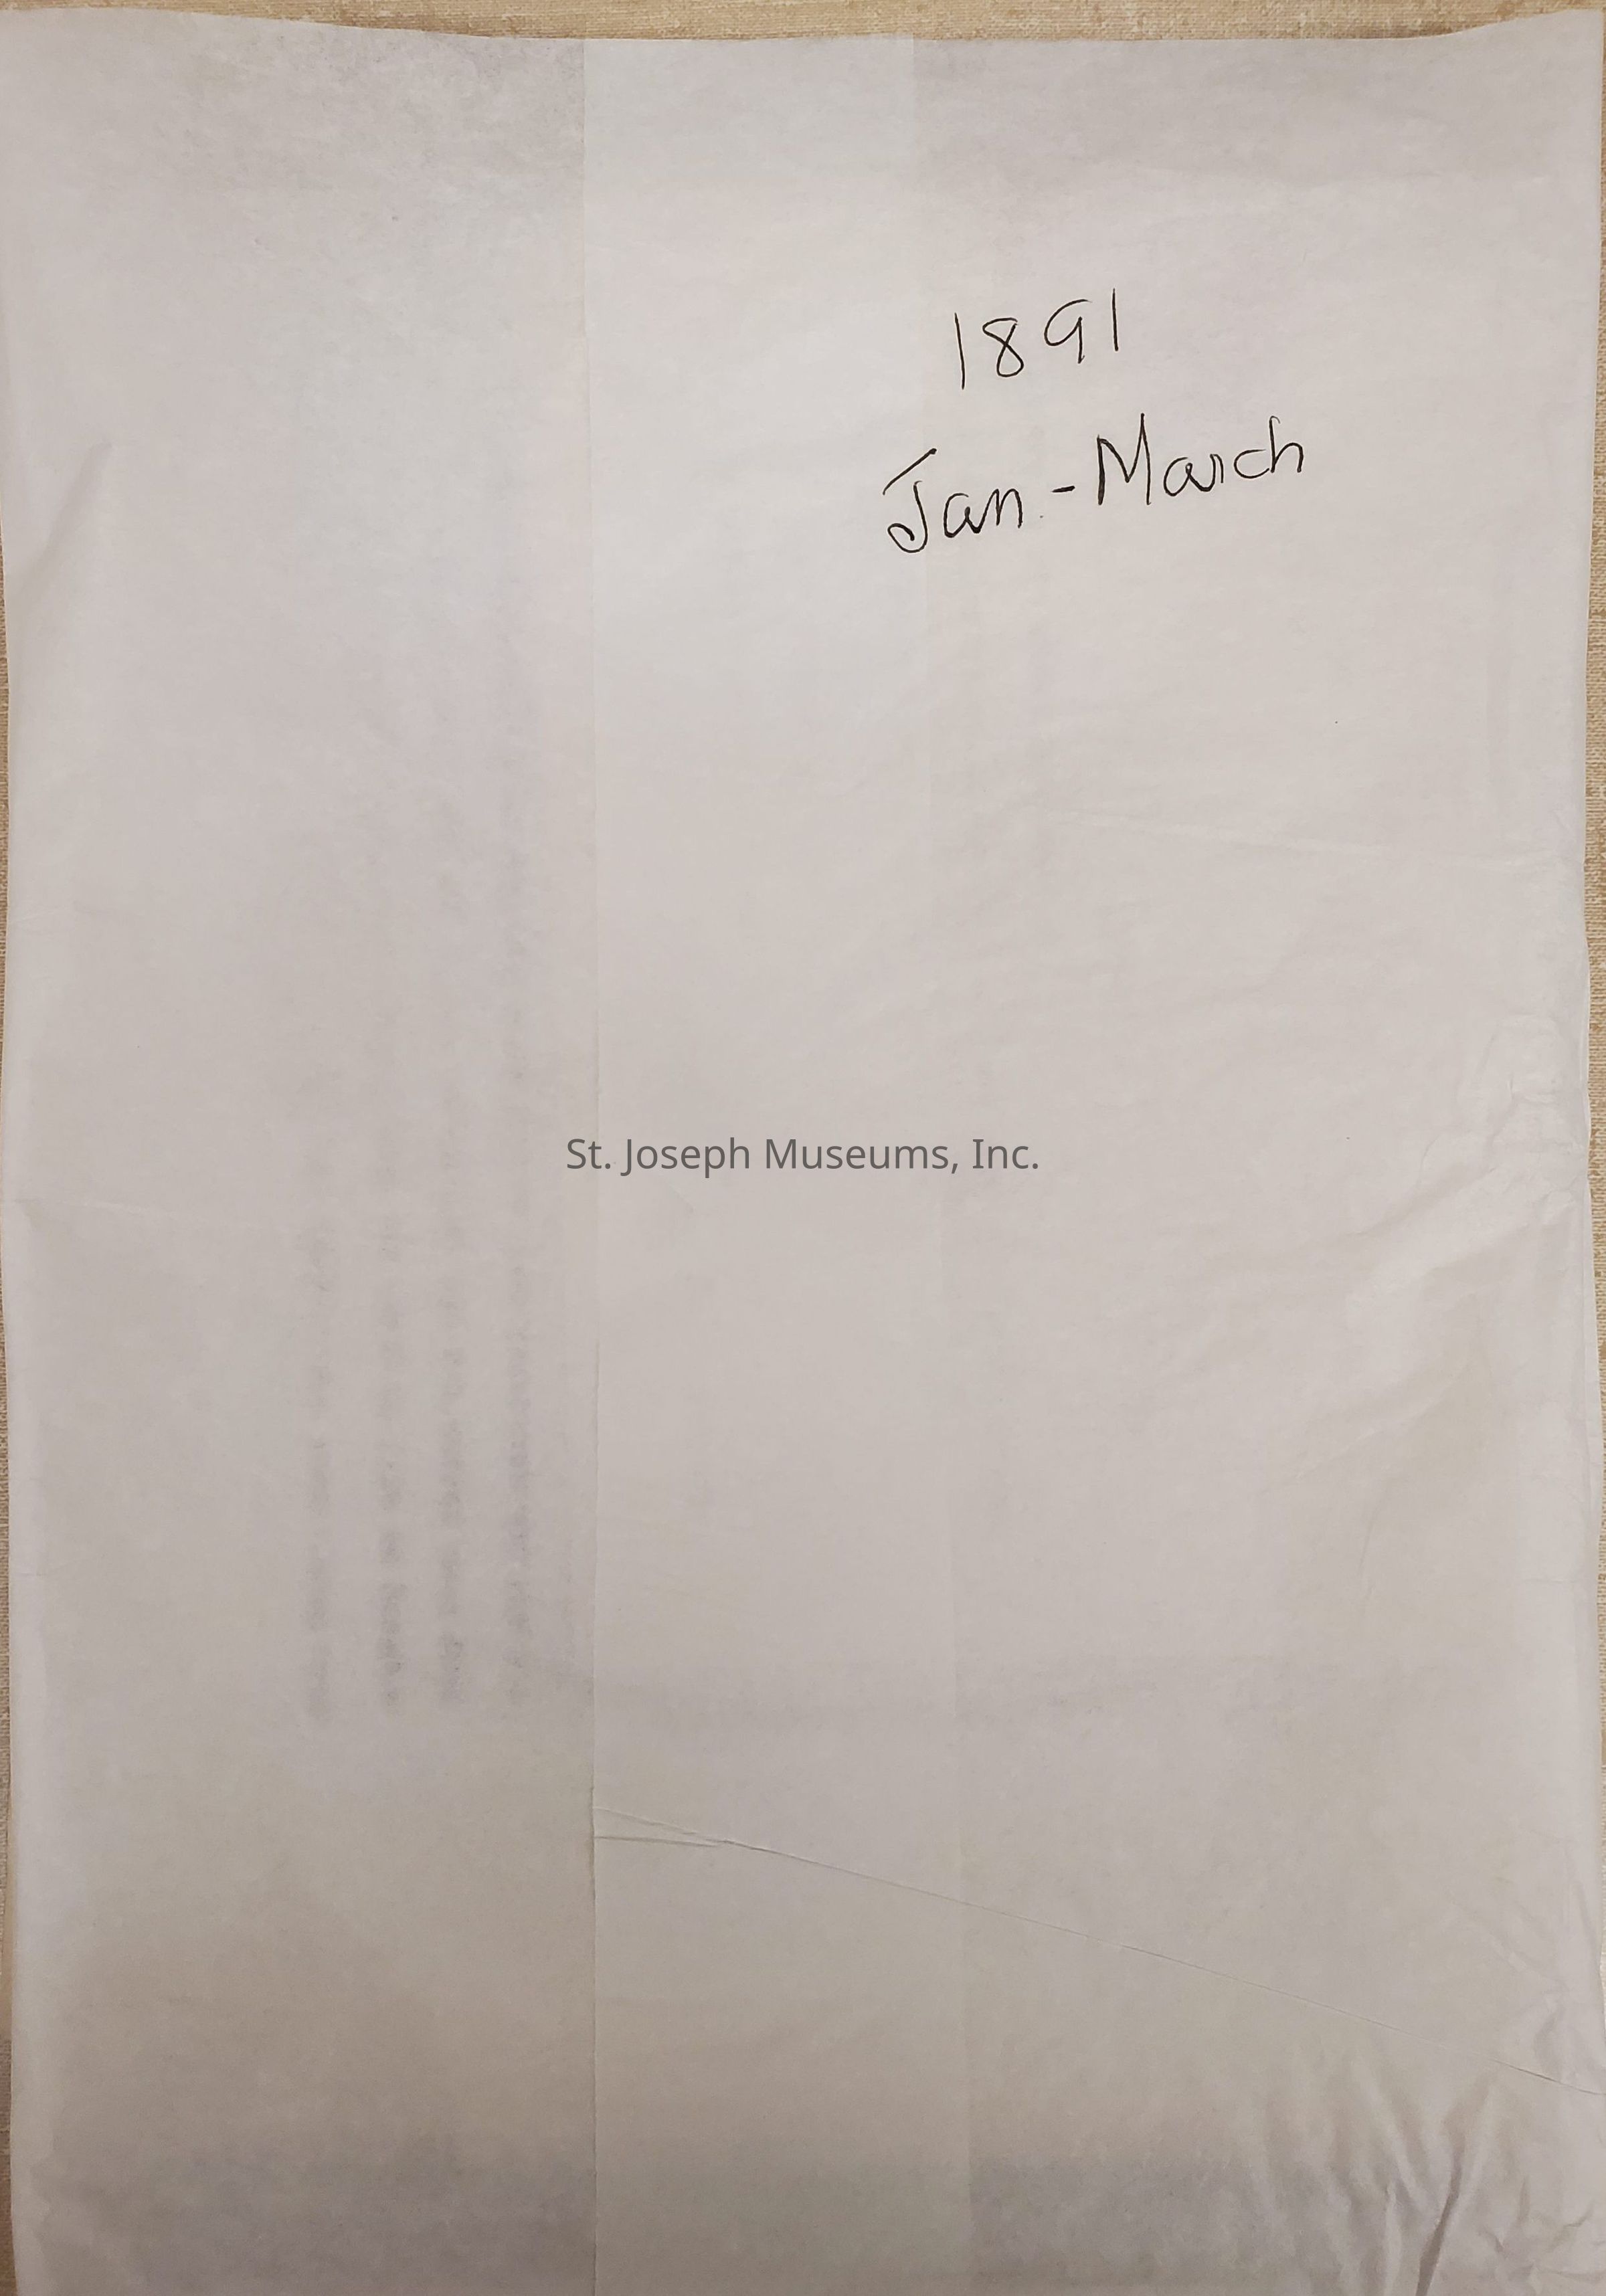 1891
Jan. - March
St. Joseph Museums, Inc.